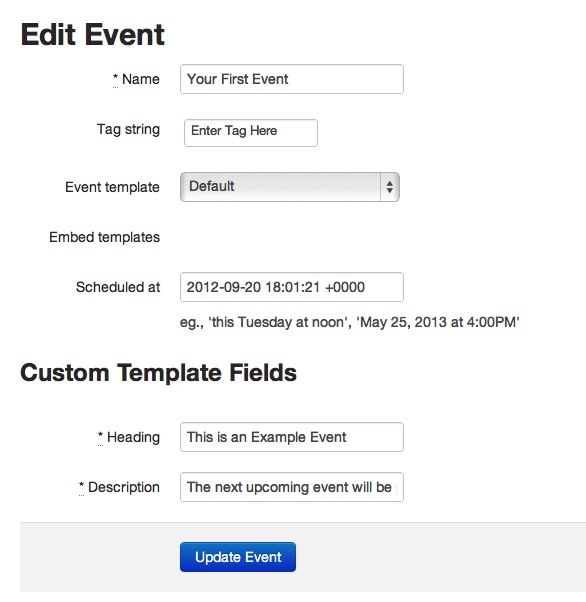 Edit Event
* Name Your First Event
Tag string Enter Tag Here
Event template Default
Embed templates
Scheduled at 2012-09-20 18:01:21 +0000
eg., 'this Tuesday at noon', 'May 25, 2013 at 4:00PM'
Custom Template Fields
* Heading This is an Example Event
* Description The next upcoming event will be
Update Event